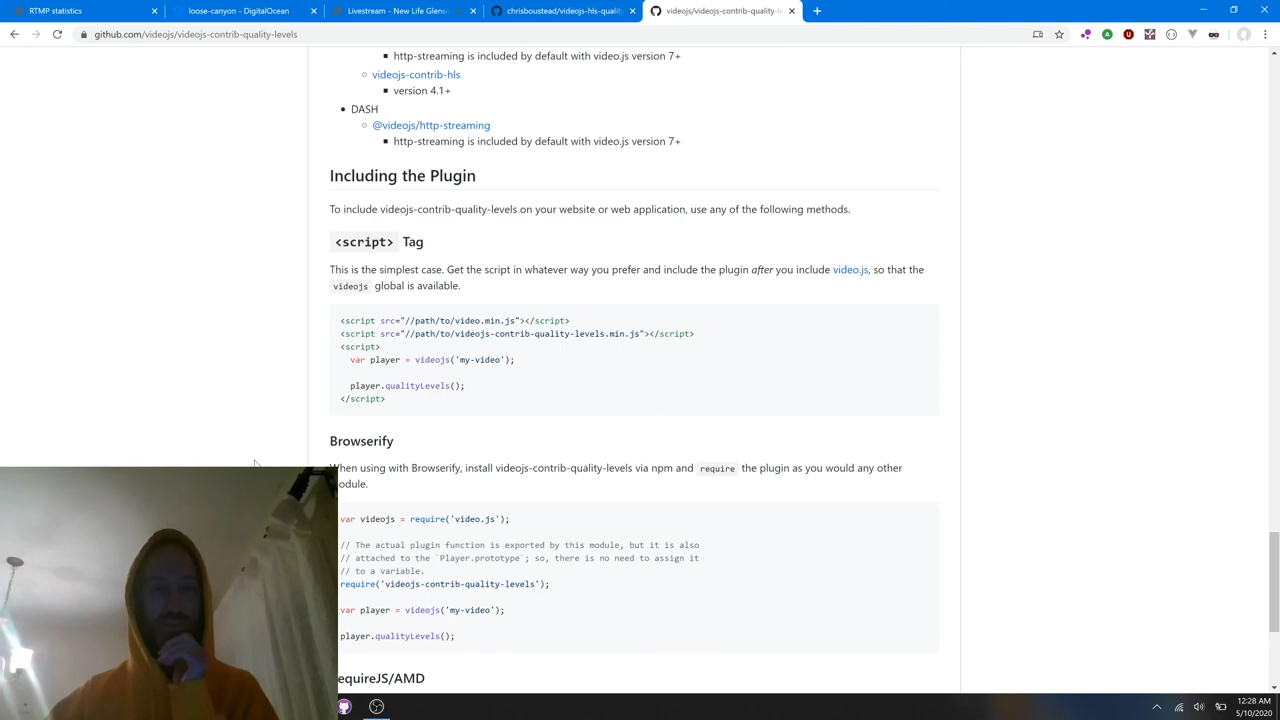 RTMP statistics
loose-canyon - DigitalOcean
Livestream - New Life Glens
chrisboustead/videojs-hls-quality
videojs/videojs-contrib-quality-l
github.com/videojs/videojs-contrib-quality-levels
http-streaming is included by default with video.js version 7+
videojs-contrib-hls
version 4.1+
DASH
@videojs/http-streaming
http-streaming is included by default with video.js version 7+
Including the Plugin
To include videojs-contrib-quality-levels on your website or web application, use any of the following methods.
<script> Tag
This is the simplest case. Get the script in whatever way you prefer and include the plugin after you include video.js, so that the
videojs global is available.
<script src="//path/to/video.min.js"></script>
<script src="//path/to/videojs-contrib-quality-levels.min.js"></script>
<script>
var player = videojs('my-video');
player.qualityLevels();
</script>
Browserify
When using with Browserify, install videojs-contrib-quality-levels via npm and require the plugin as you would any other
odule.
var videojs = require('video.js');
// The actual plugin function is exported by this module, but it is also
// attached to the `Player.prototype`; so, there is no need to assign it
// to a variable.
require('videojs-contrib-quality-levels');
var player = videojs('my-video');
player.qualityLevels();
equireJS/AMD
12:28 AM
5/10/2020